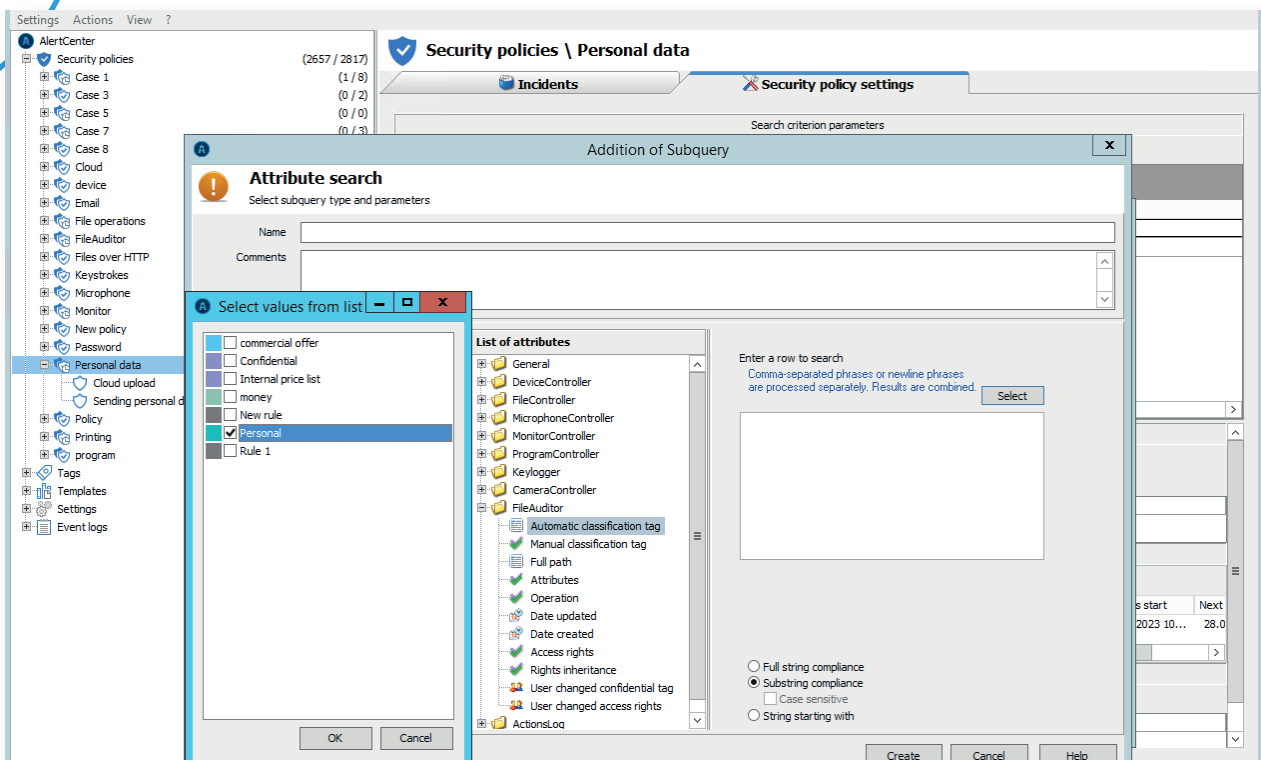 Settings Actions View ?
AlertCenter
Security policies (2657 / 2817)
Case 1 (1 / 8)
Case 3 (0 / 2)
Case 5 (0 / 0)
Case 7 (0 / 3)
Case 8
Cloud
device
Email
File operations
FileAuditor
Files over HTTP
Keystrokes
Microphone
Monitor
New policy
Password
Personal data
Cloud upload
Sending personal d
Policy
Printing
program
Tags
Templates
Settings
Event logs
Security policies \ Personal data
Incidents
Security policy settings
Search criterion parameters
Addition of Subquery
x
Attribute search
Select subquery type and parameters
Name
Comments
Select values from list
x
commercial offer
Confidential
Internal price list
money
New rule
Personal
Rule 1
OK Cancel
List of attributes
General
DeviceController
FileController
MicrophoneController
MonitorController
ProgramController
Keylogger
CameraController
FileAuditor
Automatic classification tag
Manual classification tag
Full path
Attributes
Operation
Date updated
Date created
Access rights
Rights inheritance
User changed confidential tag
User changed access rights
ActionsLog
Enter a row to search
Comma-separated phrases or newline phrases
are processed separately. Results are combined.
Select
Full string compliance
Substring compliance
Case sensitive
String starting with
Create Cancel Help
s start Next
2023 10... 28.0